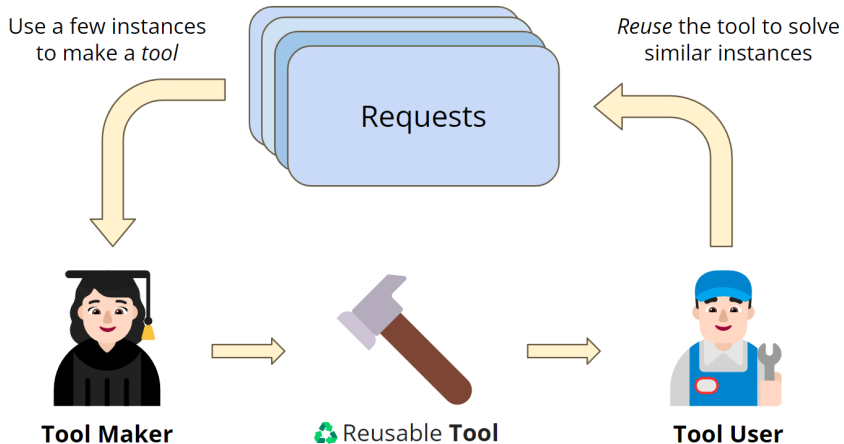 Use a few instances
to make a tool
Reuse the tool to solve
similar instances
Requests
Tool Maker
Reusable Tool
Tool User